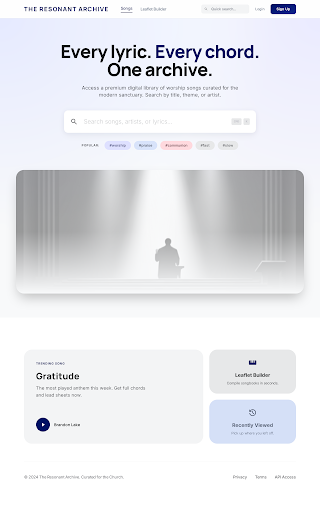 THE RESONANT ARCHIVE
Songs
Leaflet Builder
Quick search...
Login
Sign Up
Every lyric. Every chord.
One archive.
Access a premium digital library of worship songs curated for the
modern sanctuary. Search by title, theme, or artist.
Search songs, artists, or lyrics...
POPULAR:
#worship
#praise
#communion
#fast
#slow
TRENDING SONG
Gratitude
The most played anthem this week. Get full chords
and lead sheets now.
Brandon Lake
Leaflet Builder
Compile songbooks in seconds.
Recently Viewed
Pick up where you left off.
© 2024 The Resonant Archive. Curated for the Church.
Privacy
Terms
API Access